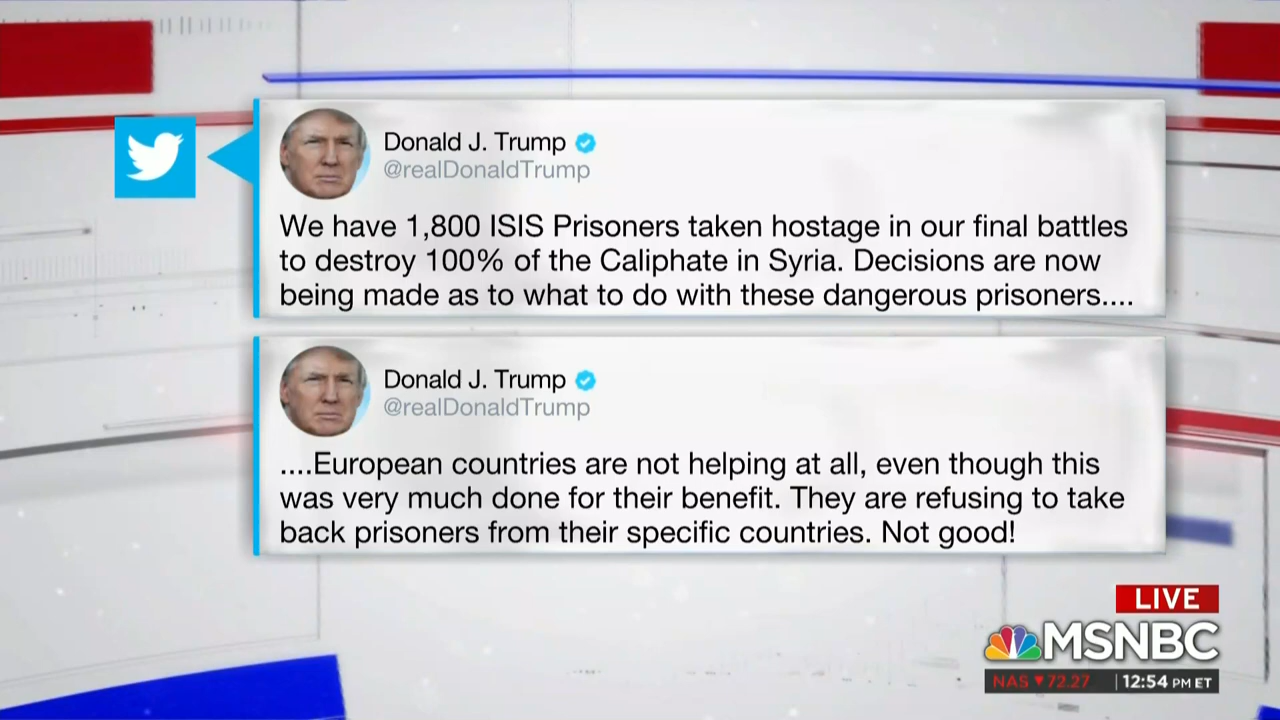 Donald J. Trump
@realDonaldTrump
We have 1,800 ISIS Prisoners taken hostage in our final battles
to destroy 100% of the Caliphate in Syria. Decisions are now
being made as to what to do with these dangerous prisoners....
Donald J. Trump
@realDonaldTrump
....European countries are not helping at all, even though this
was very much done for their benefit. They are refusing to take
back prisoners from their specific countries. Not good!
LIVE
MSNBC
NAS ▼72.27 | 12:54 PM ET